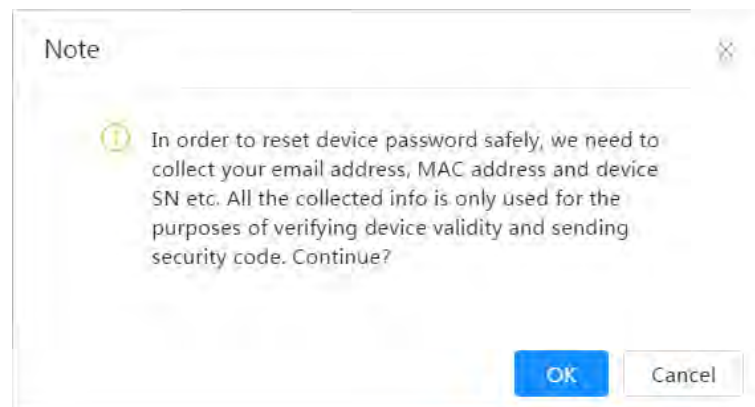 Note
In order to reset device password safely, we need to
collect your email address, MAC address and device
SN etc. All the collected info is only used for the
purposes of verifying device validity and sending
security code. Continue?
OK
Cancel